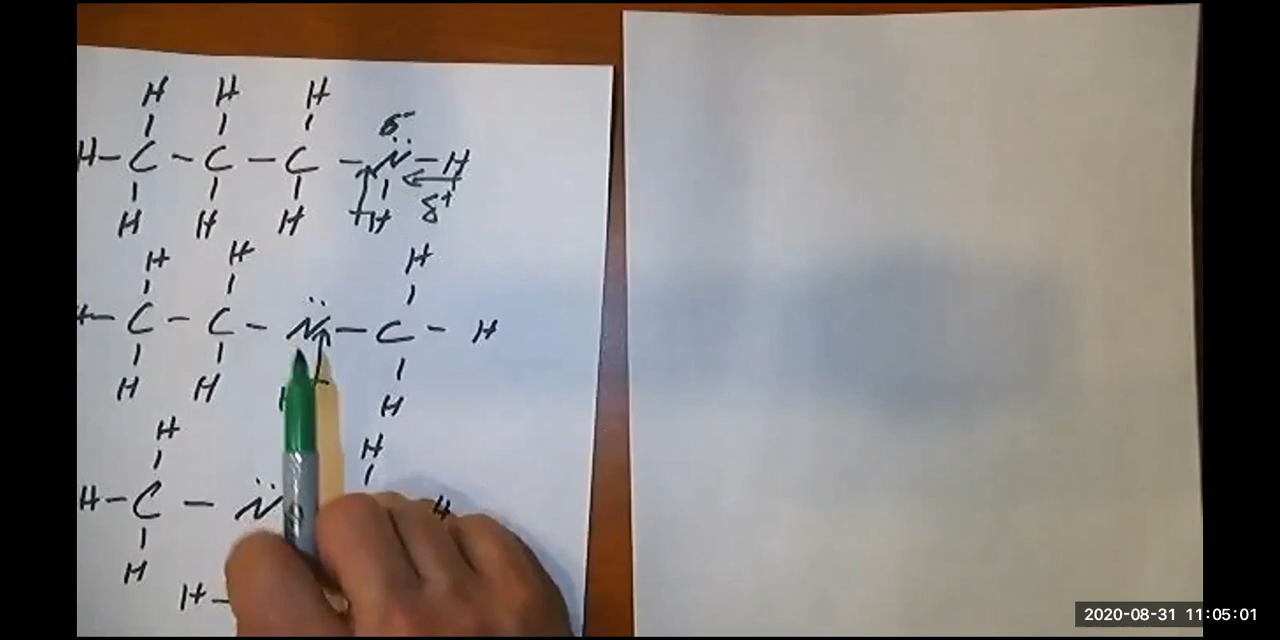 H H H
δ-
H - C - C - C - N̈ - H
H H H H δ+
H H H
H - C - C - N̈ - C - H
H H H
H H
H - C - N̈ H
H
H -
2020-08-31 11:05:01